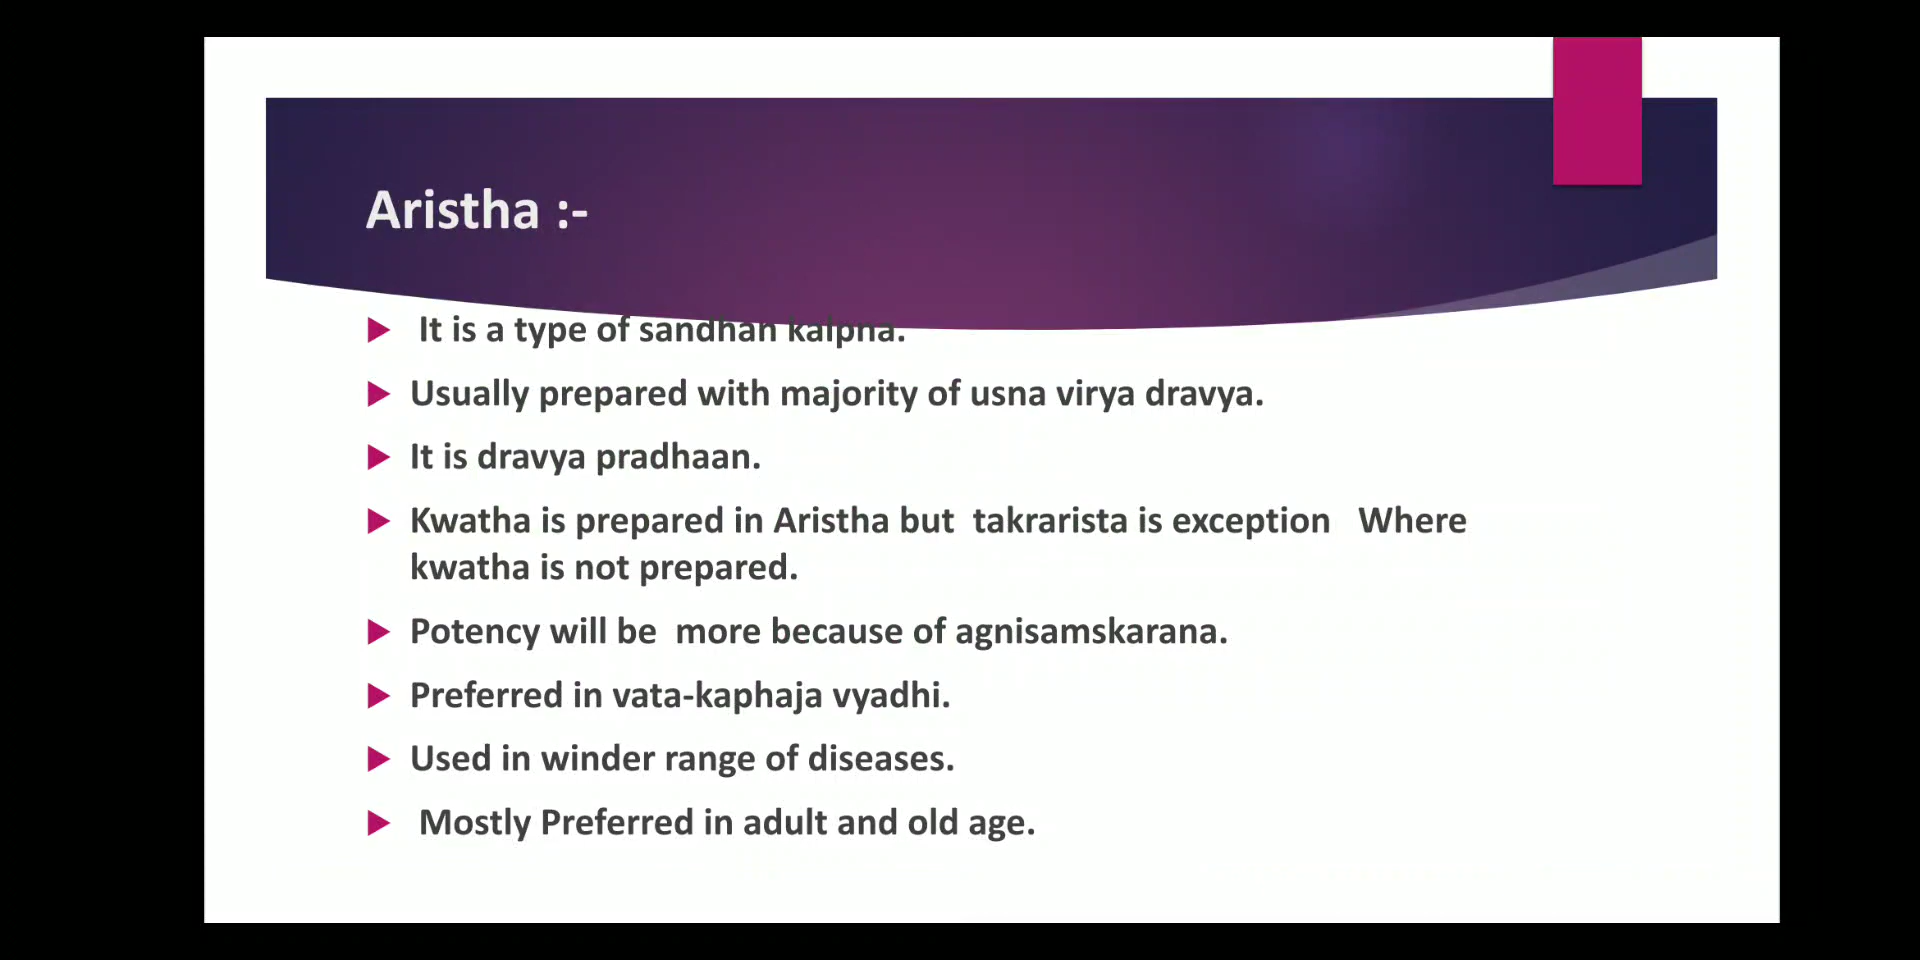 Aristha :-
It is a type of sandhan kalpna.
Usually prepared with majority of usna virya dravya.
It is dravya pradhaan.
Kwatha is prepared in Aristha but takrarista is exception Where
kwatha is not prepared.
Potency will be more because of agnisamskarana.
Preferred in vata-kaphaja vyadhi.
Used in winder range of diseases.
Mostly Preferred in adult and old age.